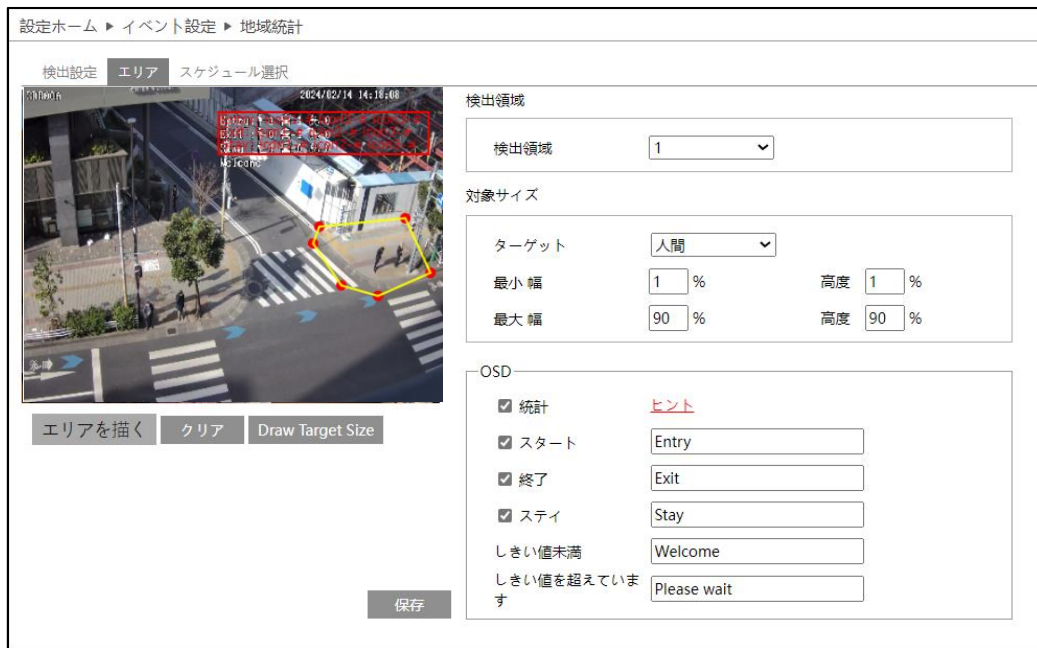 設定ホーム ▶ イベント設定 ▶ 地域統計
検出設定 エリア スケジュール選択
2024/02/14 14:18:08
Welcome
エリアを描く クリア Draw Target Size
検出領域
検出領域 1
対象サイズ
ターゲット 人間
最小 幅 1 % 高度 1 %
最大 幅 90 % 高度 90 %
OSD
統計 ヒント
スタート Entry
終了 Exit
ステイ Stay
しきい値未満 Welcome
しきい値を超えていま
す Please wait
保存